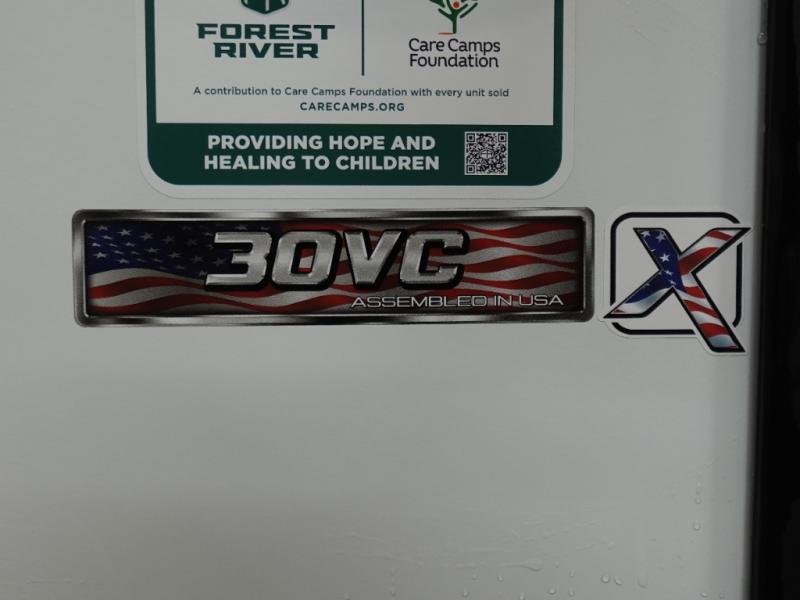 FOREST
RIVER
Care Camps
Foundation
A contribution to Care Camps Foundation with every unit sold
CARECAMPS.ORG
PROVIDING HOPE AND
HEALING TO CHILDREN
30VC
ASSEMBLED IN USA
X